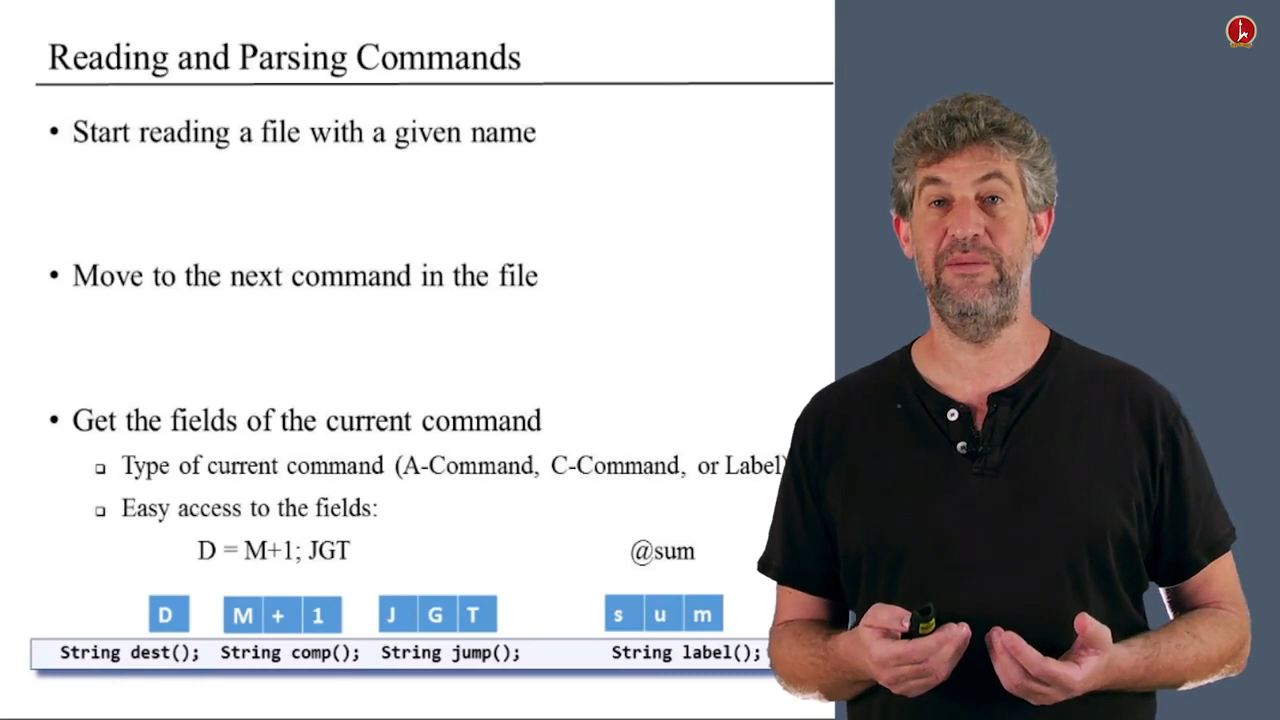 Reading and Parsing Commands
• Start reading a file with a given name
• Move to the next command in the file
• Get the fields of the current command
❑ Type of current command (A-Command, C-Command, or Label)
❑ Easy access to the fields:
D = M+1; JGT @sum
D M + 1 J G T s u m
String dest(); String comp(); String jump(); String label();